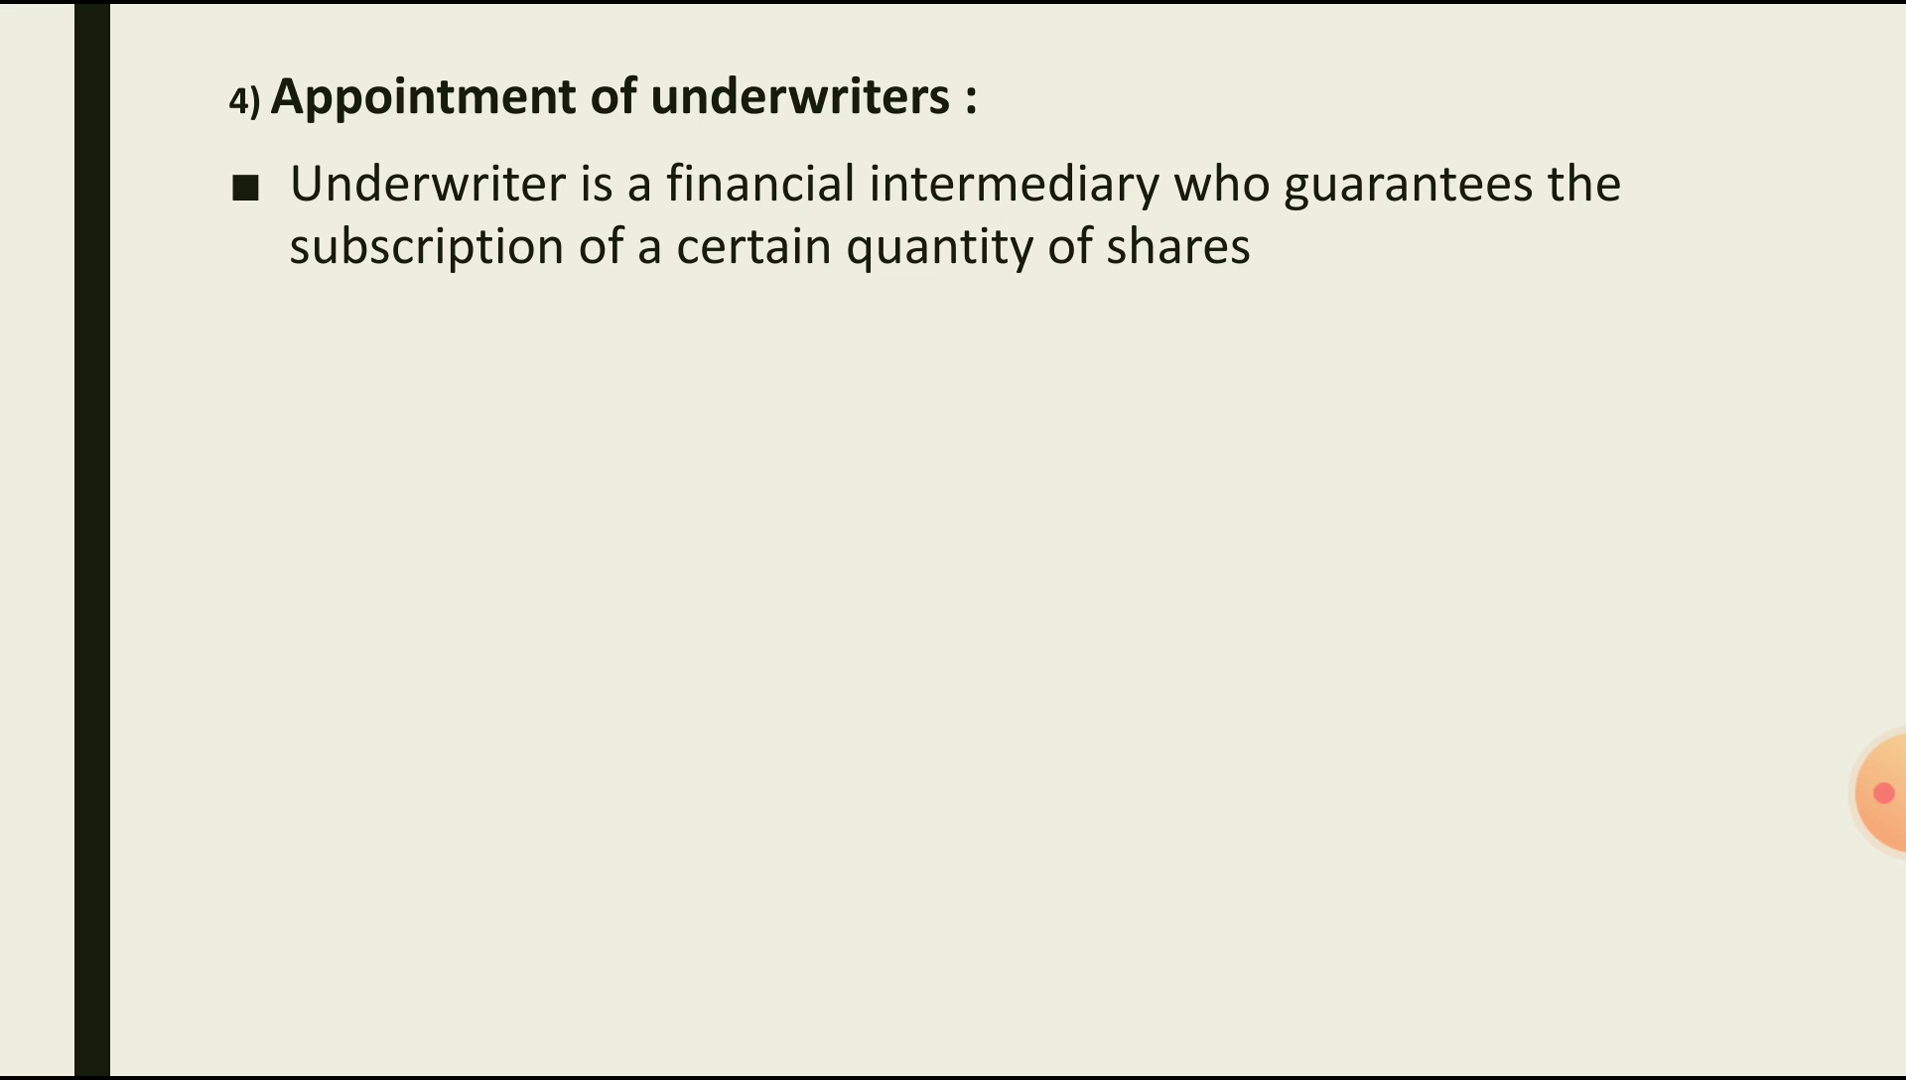 4) Appointment of underwriters :
■ Underwriter is a financial intermediary who guarantees the
subscription of a certain quantity of shares